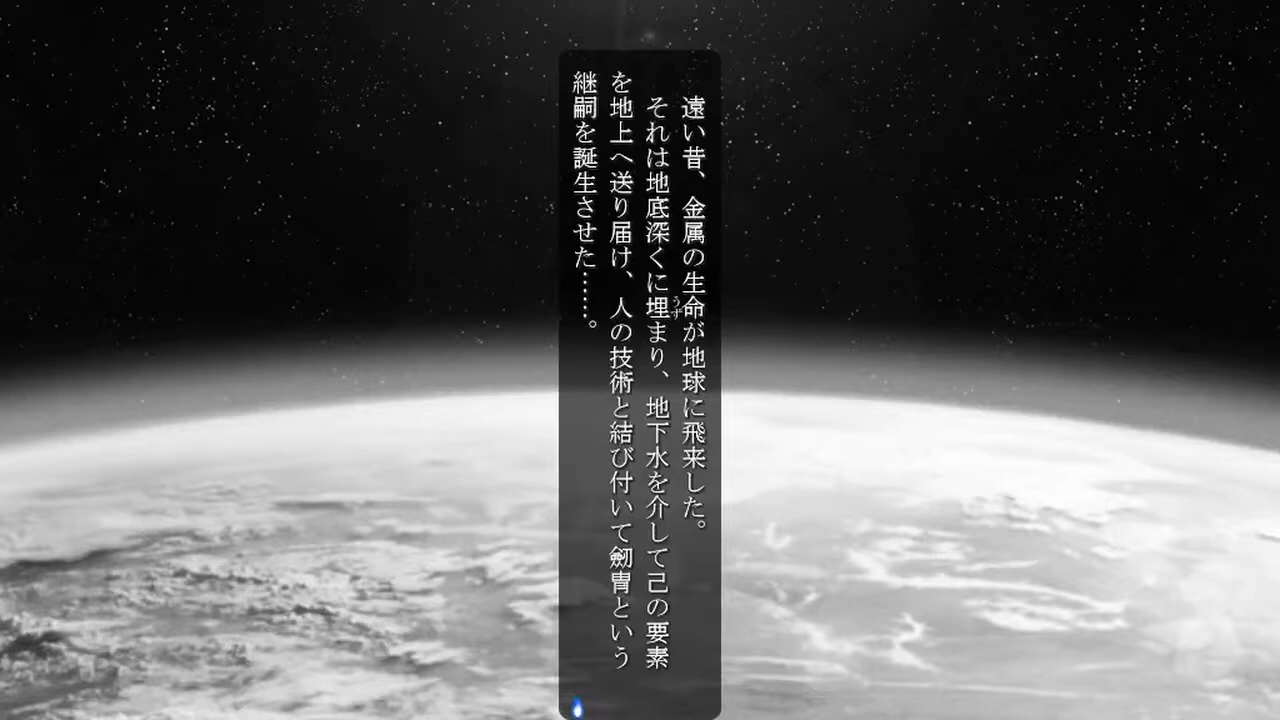 遠い昔、金属の生命が地球に飛来した。
それは地底深くに埋まり、地下水を介して己の要素
を地上へ送り届け、人の技術と結び付いて劒冑という
継嗣を誕生させた……。
うず